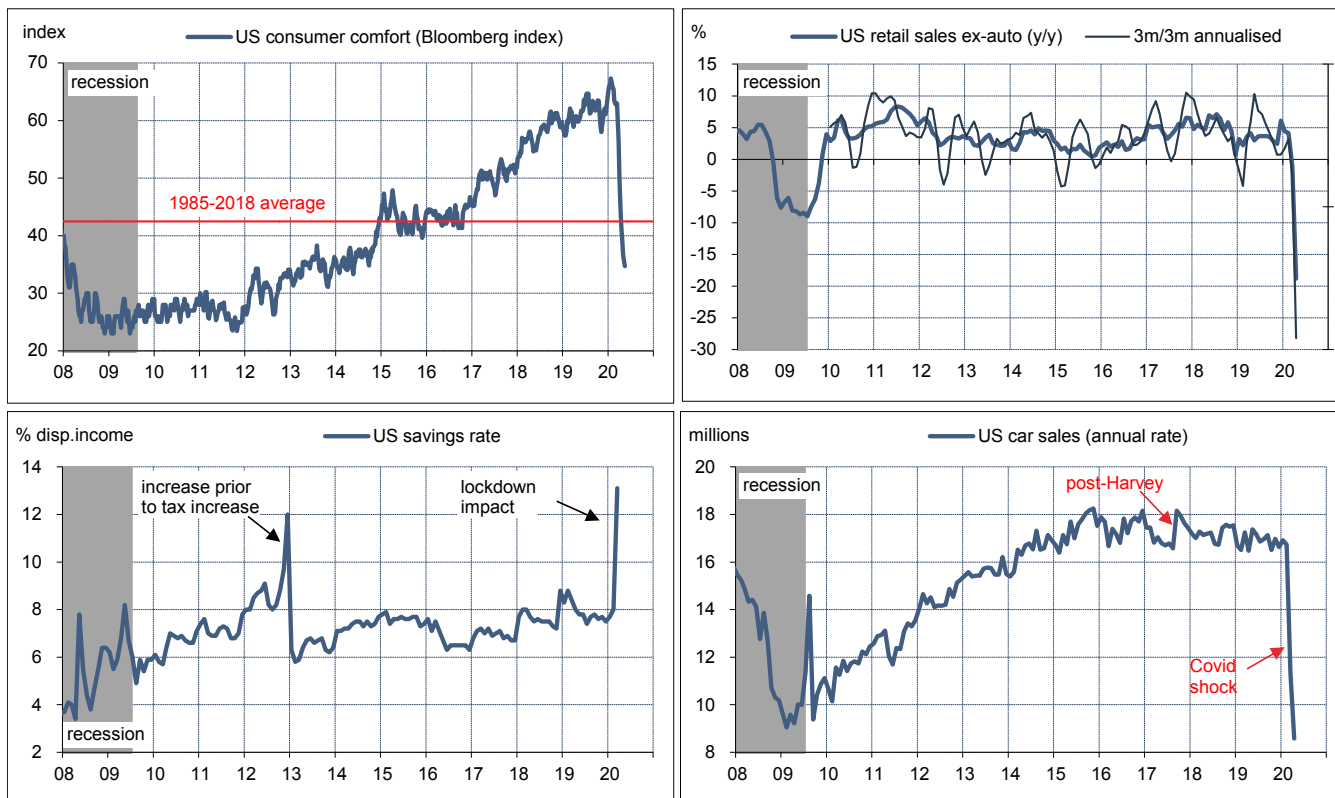 index
US consumer comfort (Bloomberg index)
70
recession
60
50
1985-2018 average
40
30
20
08 09 10 11 12 13 14 15 16 17 18 19 20
%
US retail sales ex-auto (y/y)
3m/3m annualised
15
recession
10
5
0
-5
-10
-15
-20
-25
-30
08 09 10 11 12 13 14 15 16 17 18 19 20
% disp.income
US savings rate
14
increase prior
to tax increase
lockdown
impact
12
10
8
6
4
recession
2
08 09 10 11 12 13 14 15 16 17 18 19 20
millions
US car sales (annual rate)
20
recession
post-Harvey
18
16
14
12
Covid
shock
10
8
08 09 10 11 12 13 14 15 16 17 18 19 20